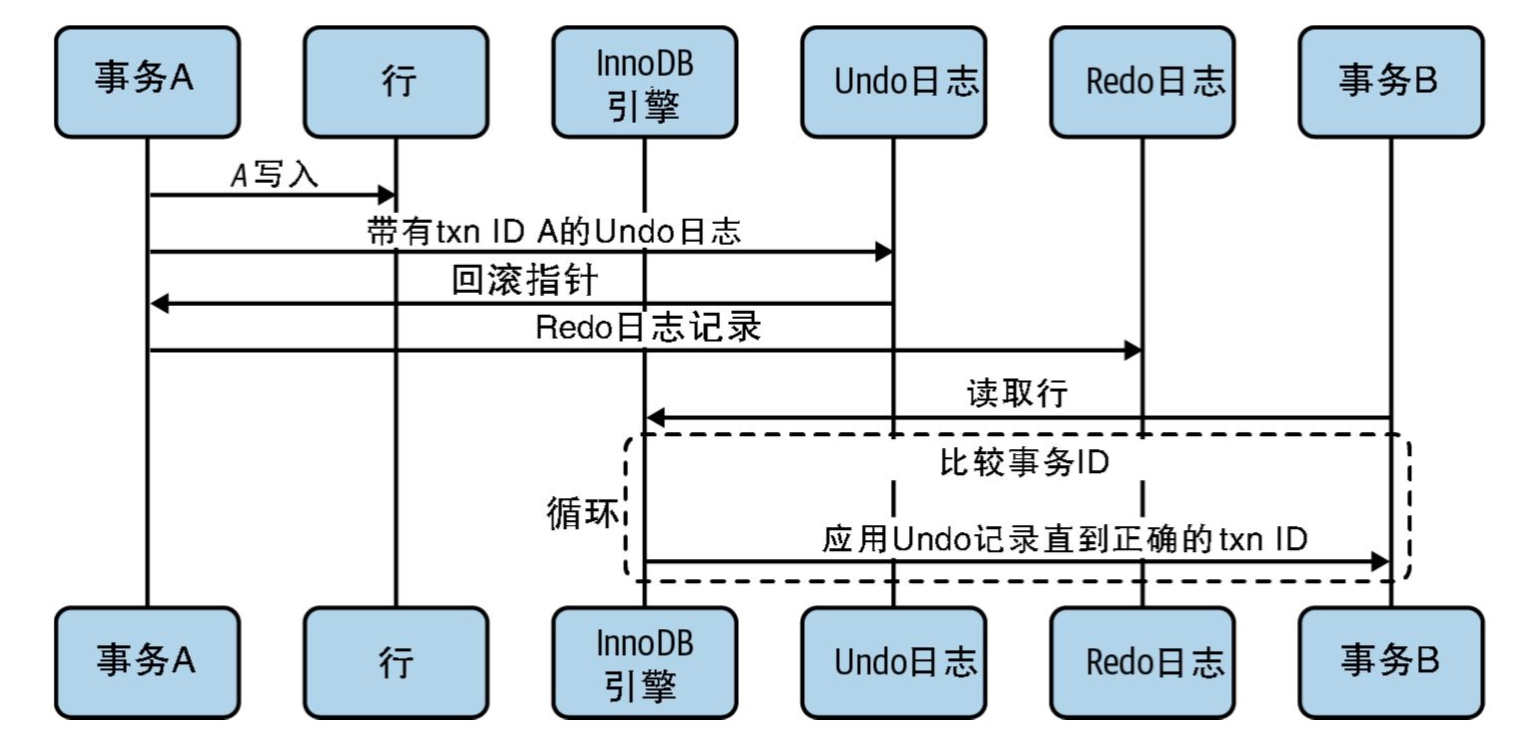 事务A
行
InnoDB
引擎
Undo日志
Redo日志
事务B
A写入
带有txn ID A的Undo日志
回滚指针
Redo日志记录
读取行
比较事务ID
循环
应用Undo记录直到正确的txn ID
事务A
行
InnoDB
引擎
Undo日志
Redo日志
事务B